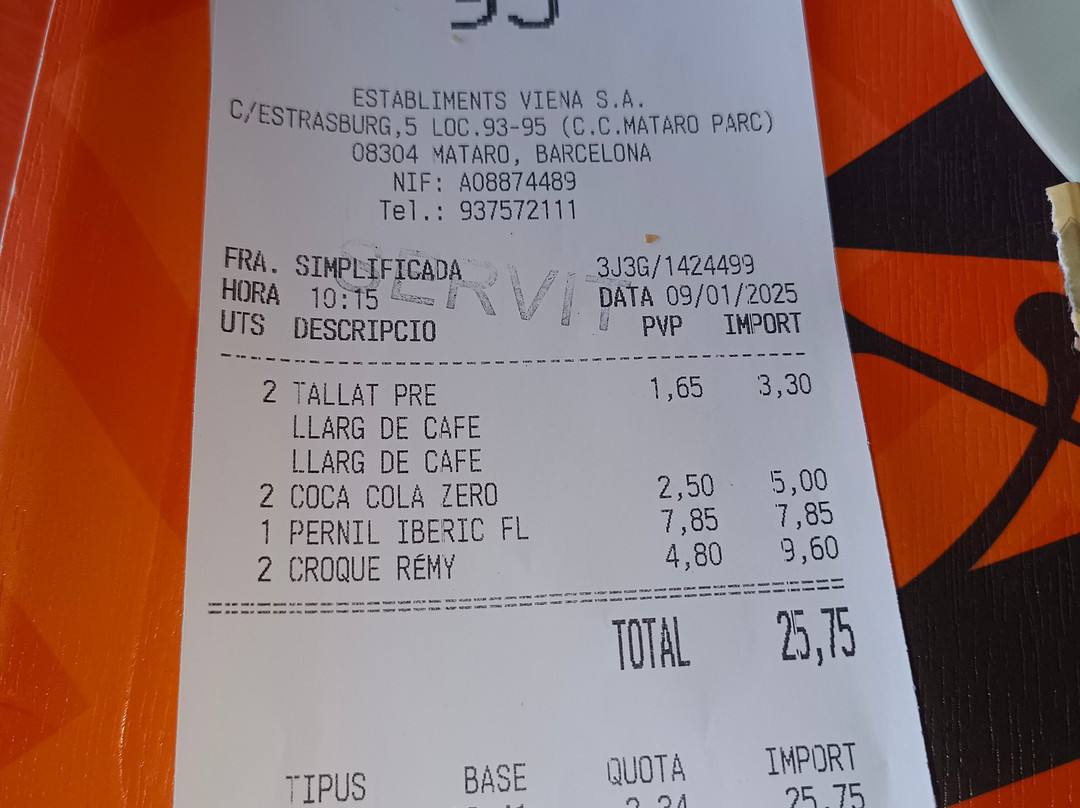 ESTABLIMENTS VIENA S.A.
C/ESTRASBURG,5 LOC.93-95 (C.C.MATARO PARC)
08304 MATARO, BARCELONA
NIF: A08874489
Tel.: 937572111
SERVIT
FRA. SIMPLIFICADA 3J3G/1424499
HORA 10:15 DATA 09/01/2025
UTS DESCRIPCIO PVP IMPORT
2 TALLAT PRE 1,65 3,30
LLARG DE CAFE
LLARG DE CAFE
2 COCA COLA ZERO 2,50 5,00
1 PERNIL IBERIC FL 7,85 7,85
2 CROQUE RÉMY 4,80 9,60
TOTAL 25,75
TIPUS BASE QUOTA IMPORT
2,34 25,75